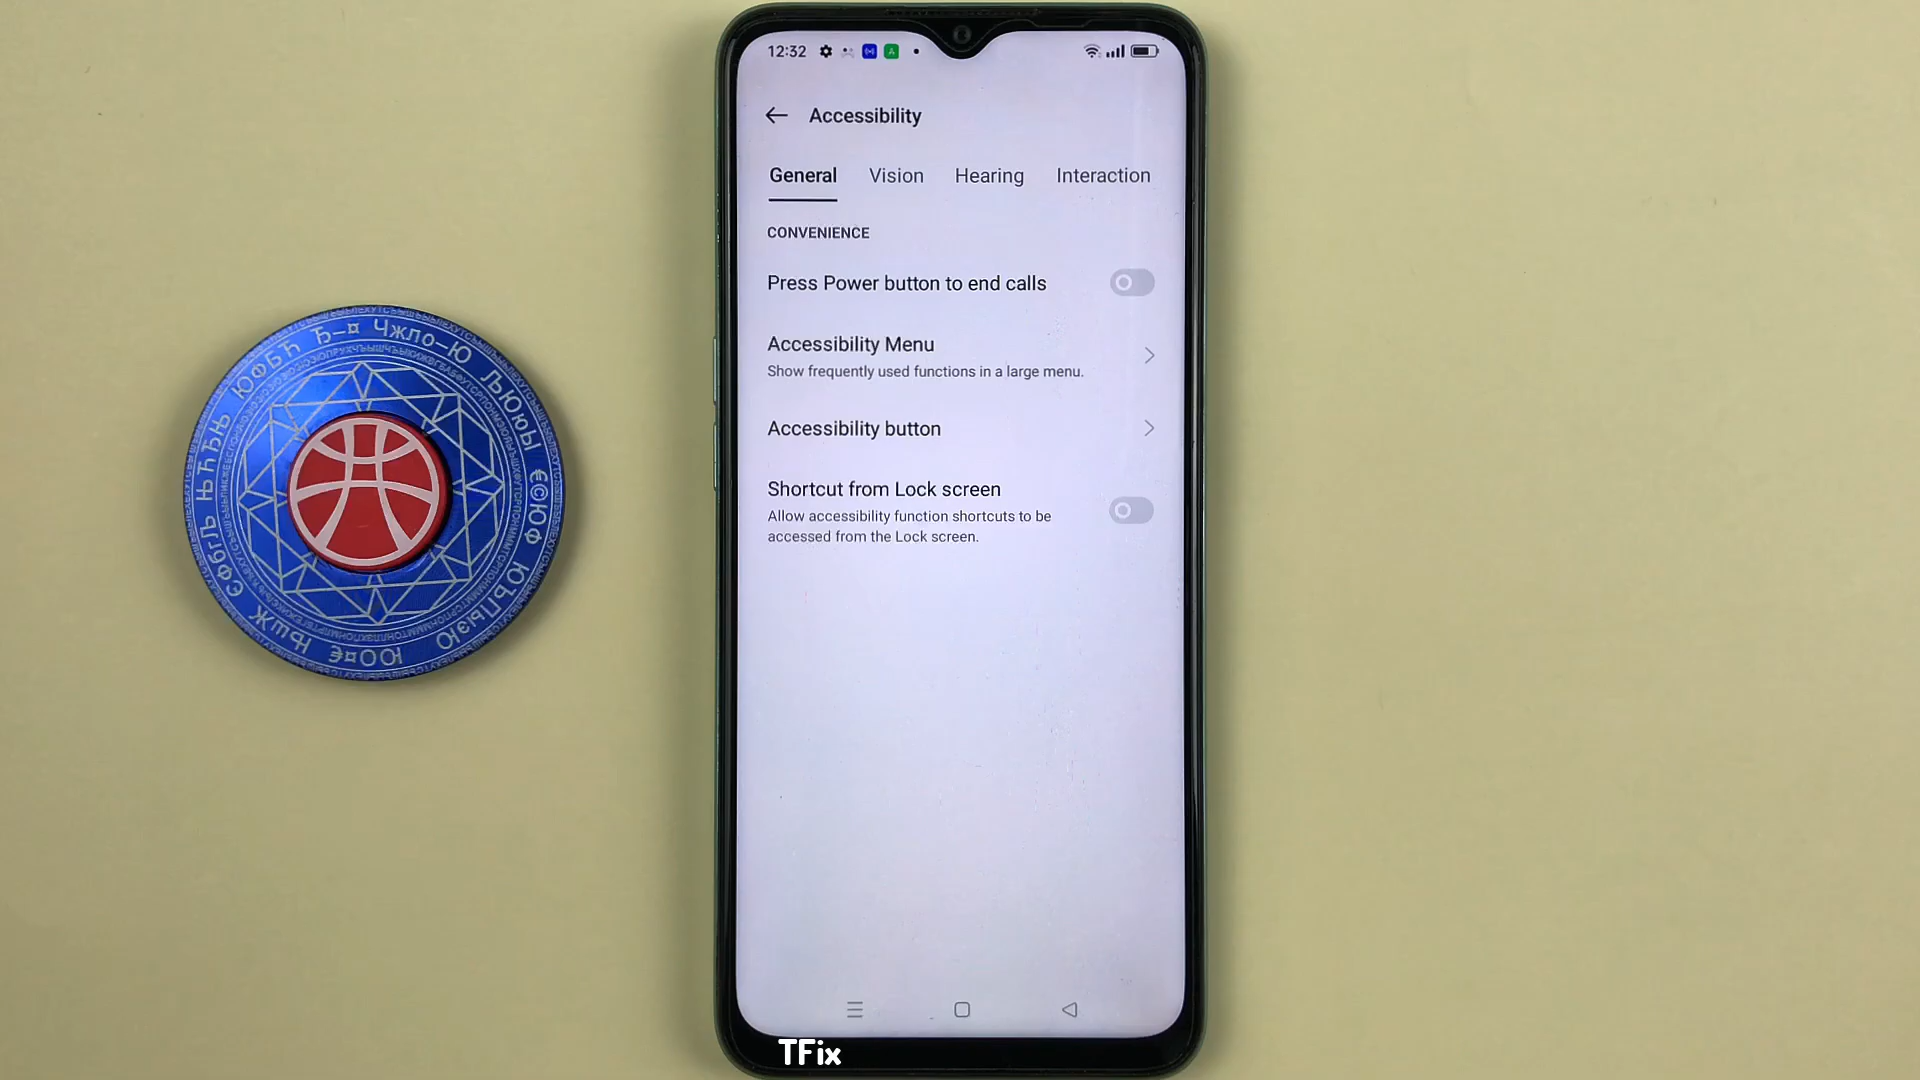 12:32
Accessibility
General Vision Hearing Interaction
CONVENIENCE
Press Power button to end calls
Accessibility Menu
Show frequently used functions in a large menu.
Accessibility button
Shortcut from Lock screen
Allow accessibility function shortcuts to be
accessed from the Lock screen.
TFix